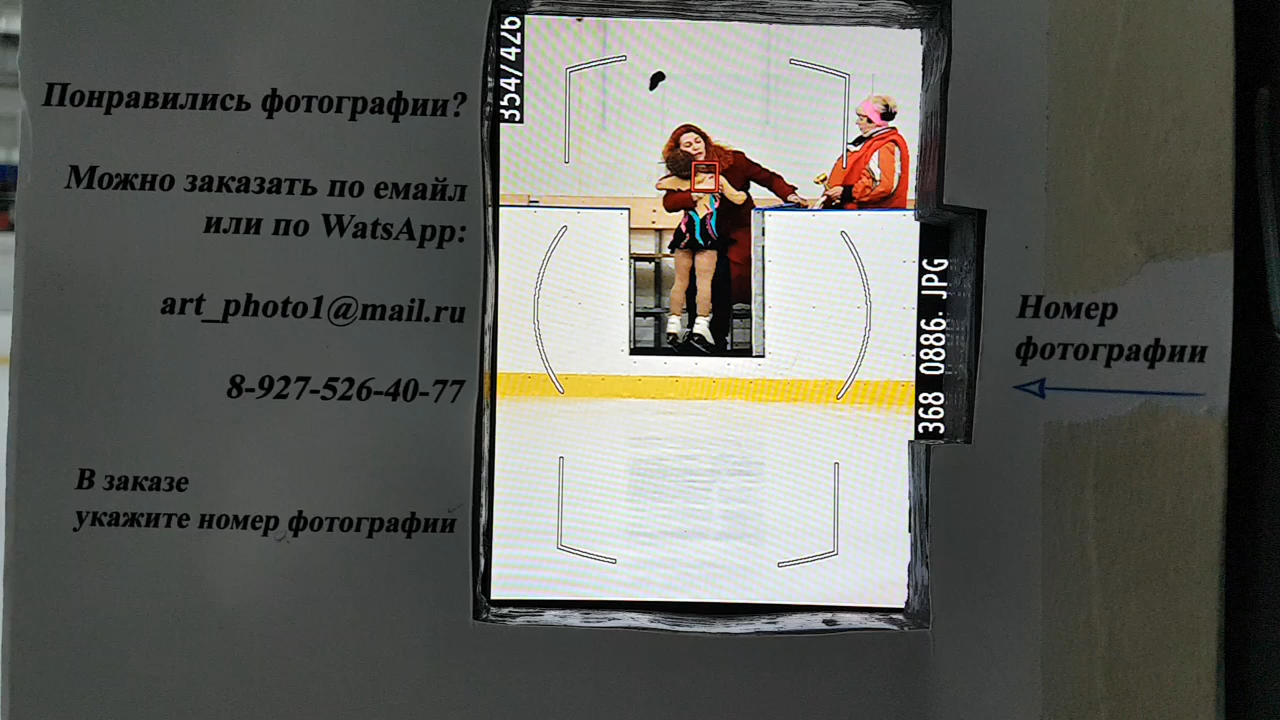 Понравились фотографии?
Можно заказать по емайл
или по WatsApp:
art_photo1@mail.ru
8-927-526-40-77
В заказе
укажите номер фотографии
354/426
368 0886. JPG
Номер
фотографии